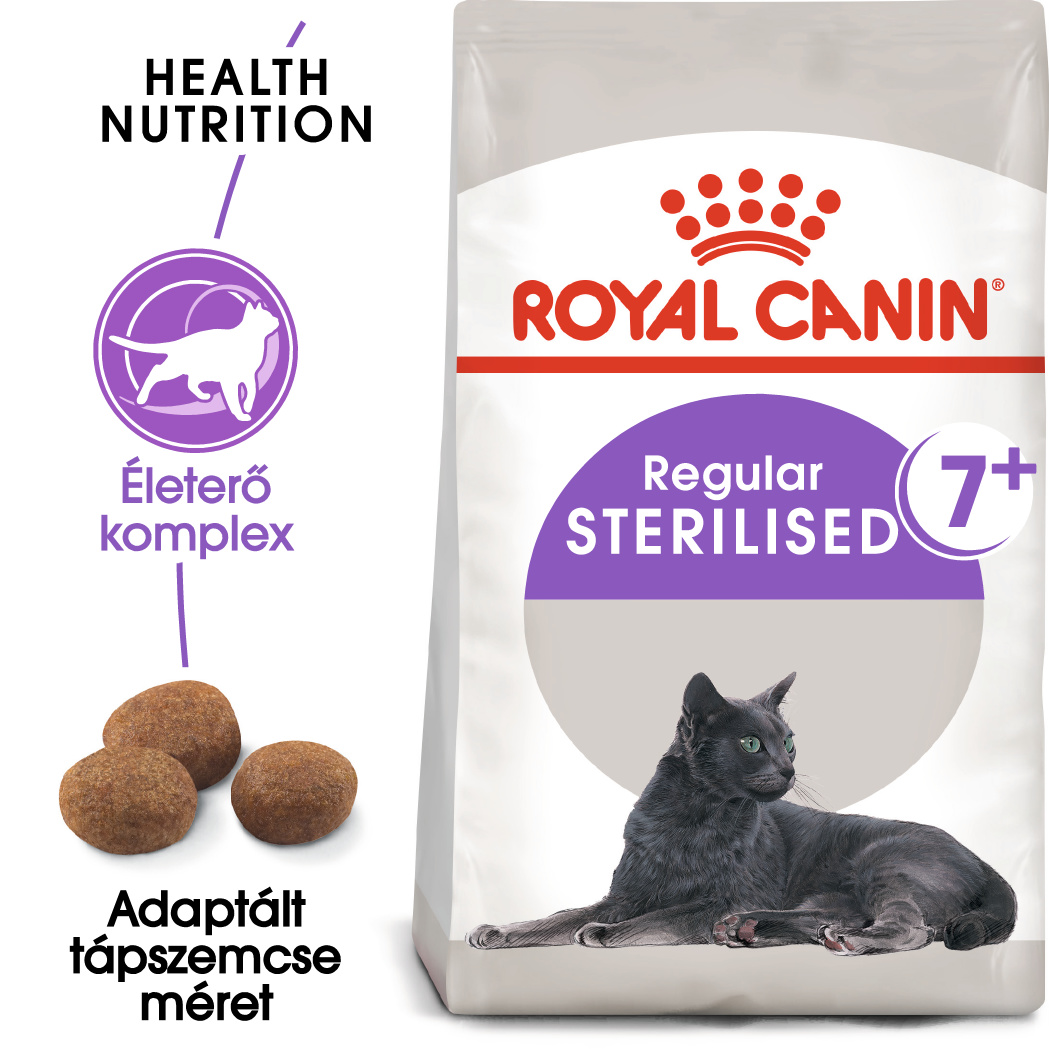 HEALTH
NUTRITION
Életerő
komplex
Adaptált
tápszemcse
méret
ROYAL CANIN®
Regular
STERILISED
7+